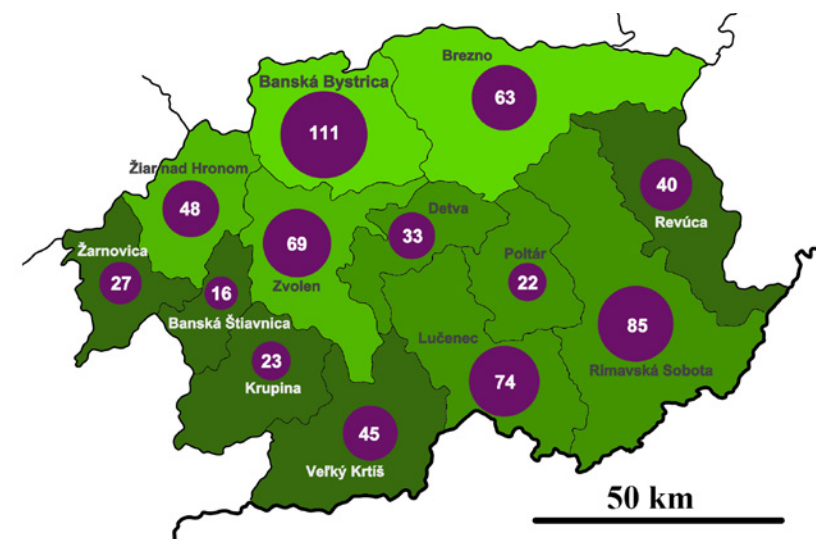 Brezno
Banská Bystrica
63
111
Žiar nad Hronom
40
48
Detva
Revúca
33
69
Žarnovica
Poltár
27
Zvolen
22
16
Banská Štiavnica
85
Lučenec
23
Rimavská Sobota
74
Krupina
45
Veľký Krtíš
50 km